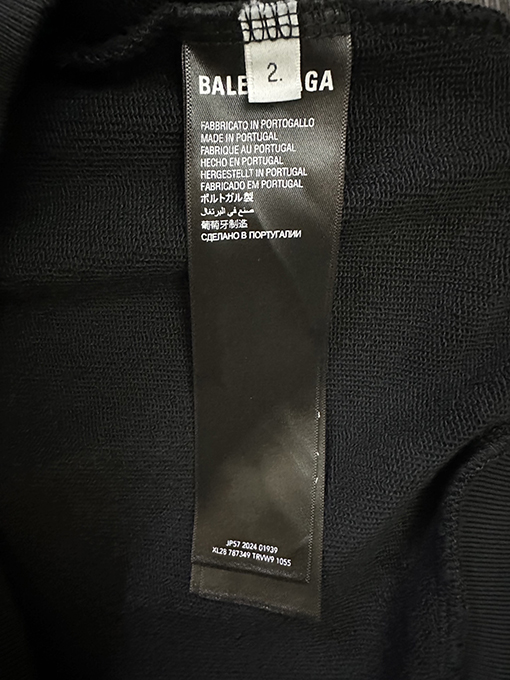 2.
FABBRICATO IN PORTOGALLO
MADE IN PORTUGAL
FABRIQUE AU PORTUGAL
HECHO EN PORTUGAL
HERGESTELLT IN PORTUGAL
FABRICADO EM PORTUGAL
ポルトガル製
صنع في البرتغال
葡萄牙制造
СДЕЛАНО В ПОРТУГАЛИИ
JP57 2024 01939
XL28 787349 TRVW9 1055